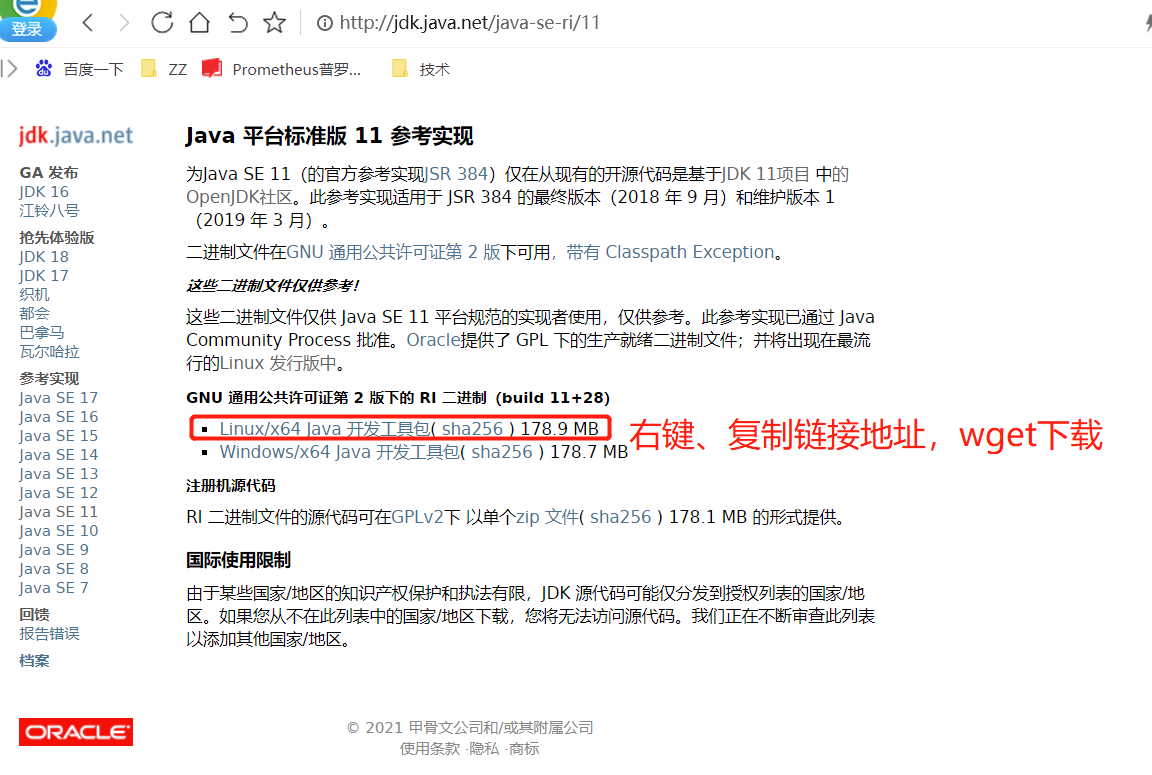 登录
http://jdk.java.net/java-se-ri/11
百度一下
ZZ
Prometheus普罗...
技术
jdk.java.net
GA 发布
JDK 16
江铃八号
抢先体验版
JDK 18
JDK 17
织机
都会
巴拿马
瓦尔哈拉
参考实现
Java SE 17
Java SE 16
Java SE 15
Java SE 14
Java SE 13
Java SE 12
Java SE 11
Java SE 10
Java SE 9
Java SE 8
Java SE 7
回馈
报告错误
档案
ORACLE
Java 平台标准版 11 参考实现
为Java SE 11（的官方参考实现JSR 384）仅在从现有的开源代码是基于JDK 11项目 中的
OpenJDK社区。此参考实现适用于 JSR 384 的最终版本（2018 年 9 月）和维护版本 1
（2019 年 3 月）。
二进制文件在GNU 通用公共许可证第 2 版下可用，带有 Classpath Exception。
这些二进制文件仅供参考！
这些二进制文件仅供 Java SE 11 平台规范的实现者使用，仅供参考。此参考实现已通过 Java
Community Process 批准。Oracle提供了 GPL 下的生产就绪二进制文件；并将出现在最流
行的Linux 发行版中。
GNU 通用公共许可证第 2 版下的 RI 二进制（build 11+28）
Linux/x64 Java 开发工具包( sha256 ) 178.9 MB
右键、复制链接地址，wget下载
Windows/x64 Java 开发工具包( sha256 ) 178.7 MB
注册机源代码
RI 二进制文件的源代码可在GPLv2下 以单个zip 文件( sha256 ) 178.1 MB 的形式提供。
国际使用限制
由于某些国家/地区的知识产权保护和执法有限，JDK 源代码可能仅分发到授权列表的国家/地
区。如果您从不在此列表中的国家/地区下载，您将无法访问源代码。我们正在不断审查此列表
以添加其他国家/地区。
© 2021 甲骨文公司和/或其附属公司
使用条款 ·隐私 ·商标